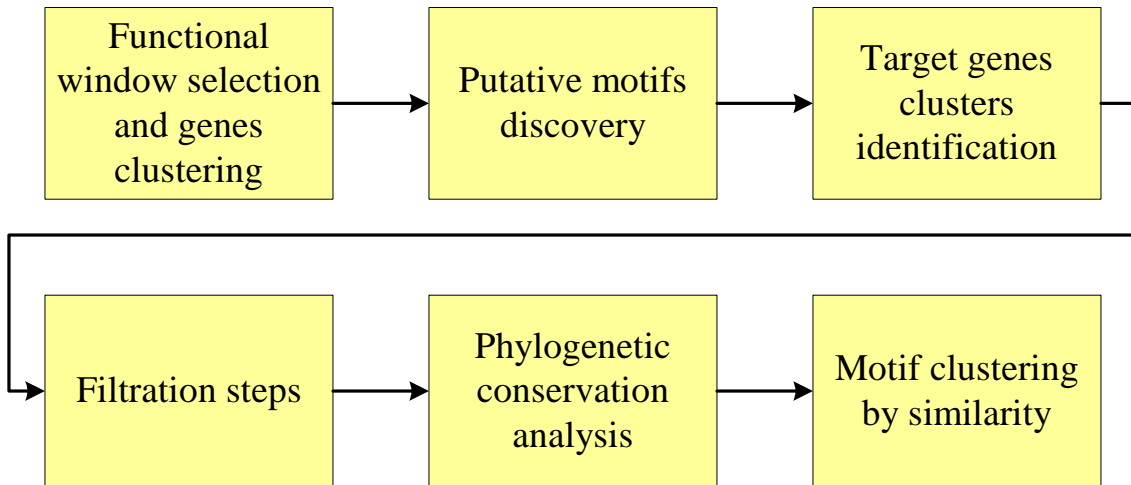 Functional
window selection
and genes
clustering
Putative motifs
discovery
Target genes
clusters
identification
Filtration steps
Phylogenetic
conservation
analysis
Motif clustering
by similarity